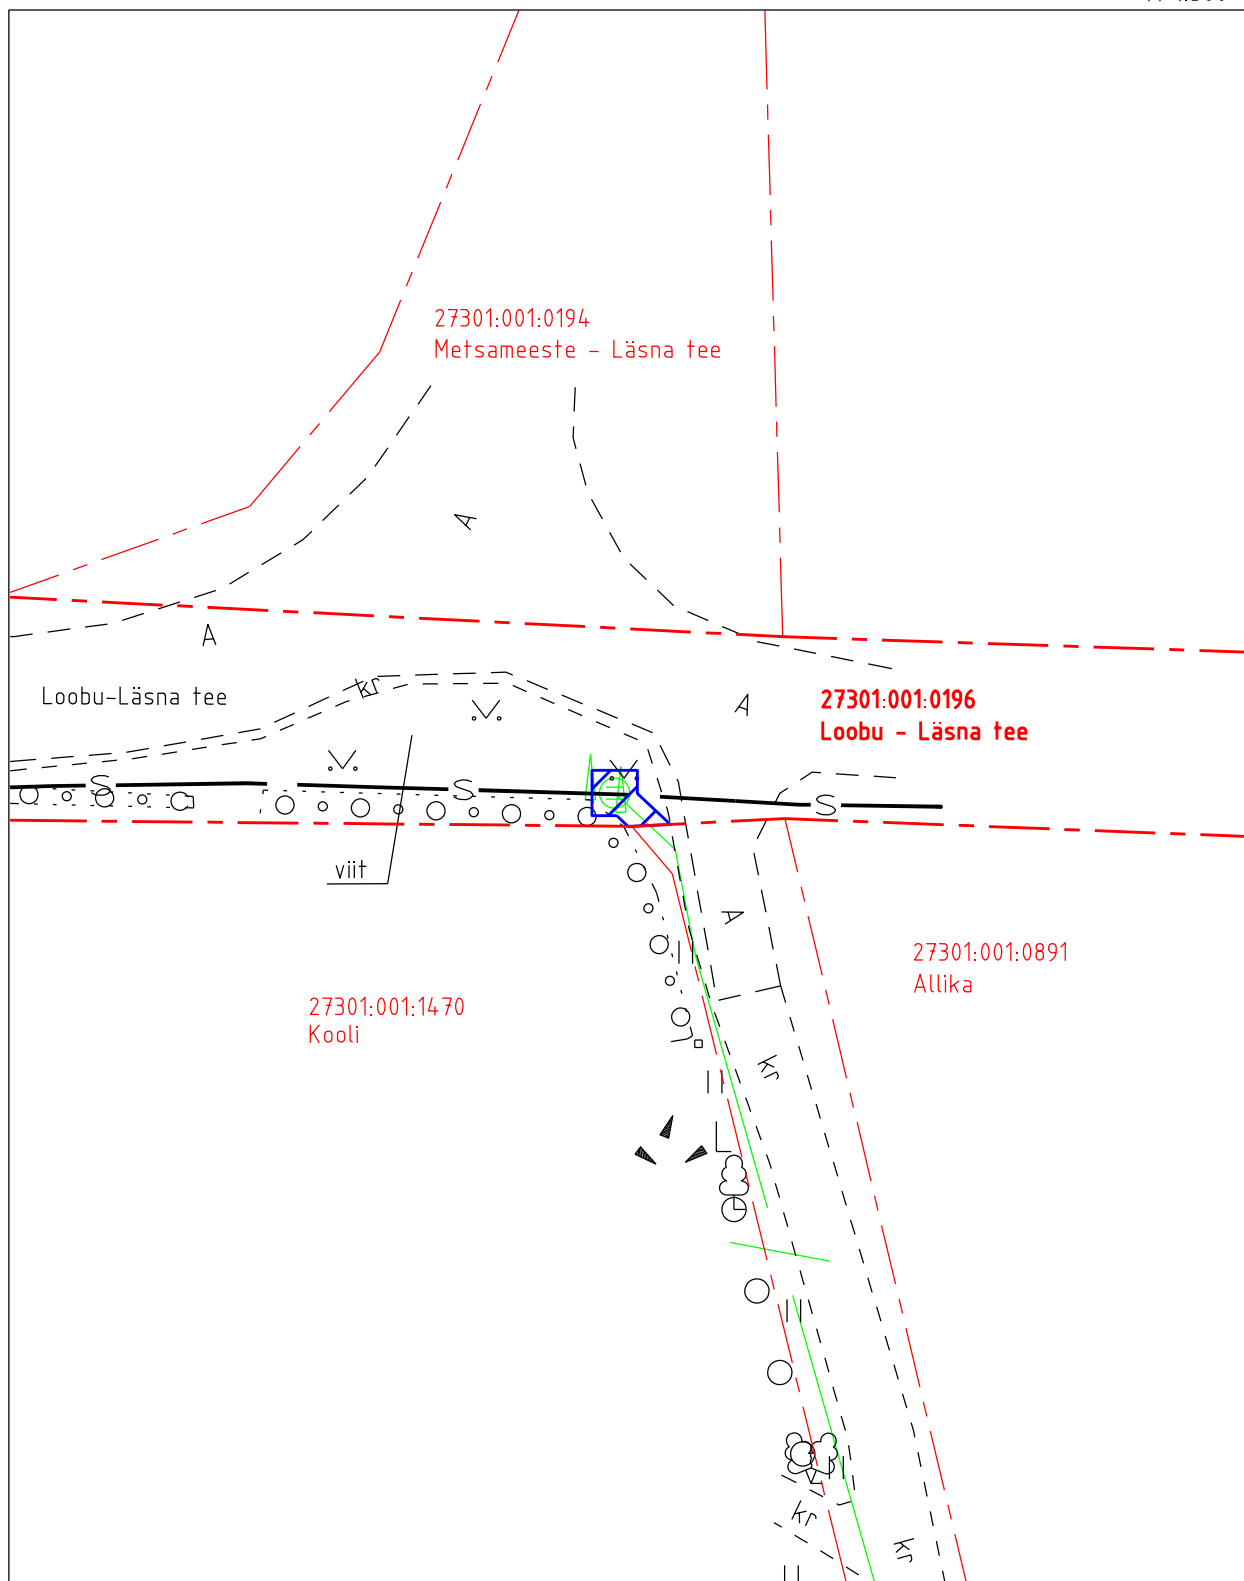 27301:001:0194
Metsameeste - Läsna tee
A
A
Loobu-Läsna tee
kr
A
27301:001:0196
Loobu - Läsna tee
S
S
S
viit
A
27301:001:0891
Allika
27301:001:1470
Kooli
kr
kr
kr